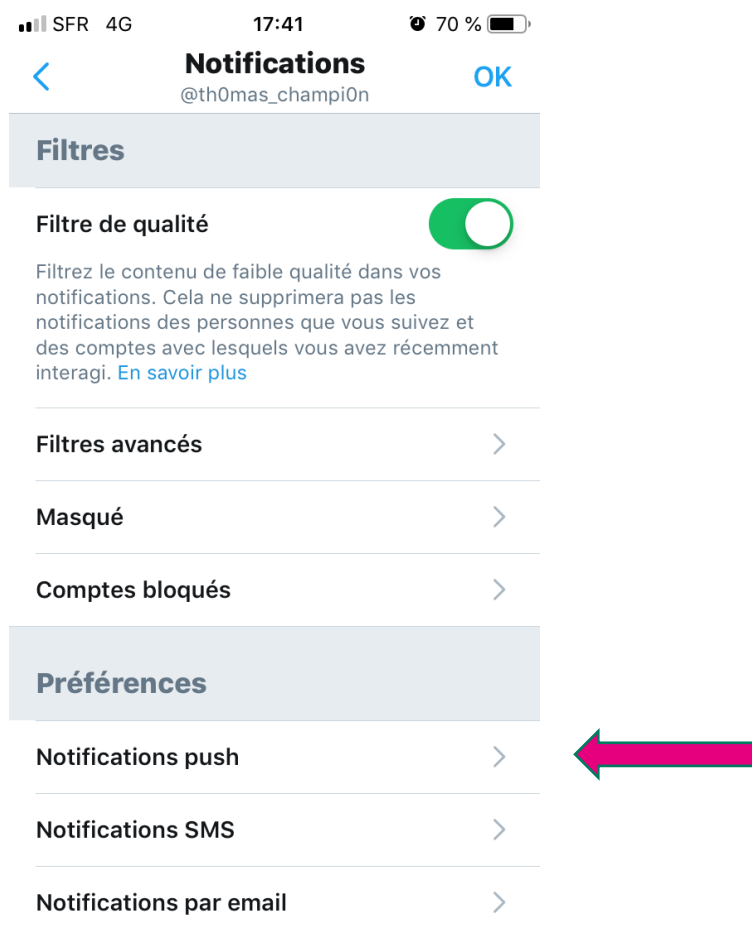 SFR 4G 17:41 70 %
Notifications
@th0mas_champi0n
OK
Filtres
Filtre de qualité
Filtrez le contenu de faible qualité dans vos
notifications. Cela ne supprimera pas les
notifications des personnes que vous suivez et
des comptes avec lesquels vous avez récemment
interagi. En savoir plus
Filtres avancés
Masqué
Comptes bloqués
Préférences
Notifications push
Notifications SMS
Notifications par email